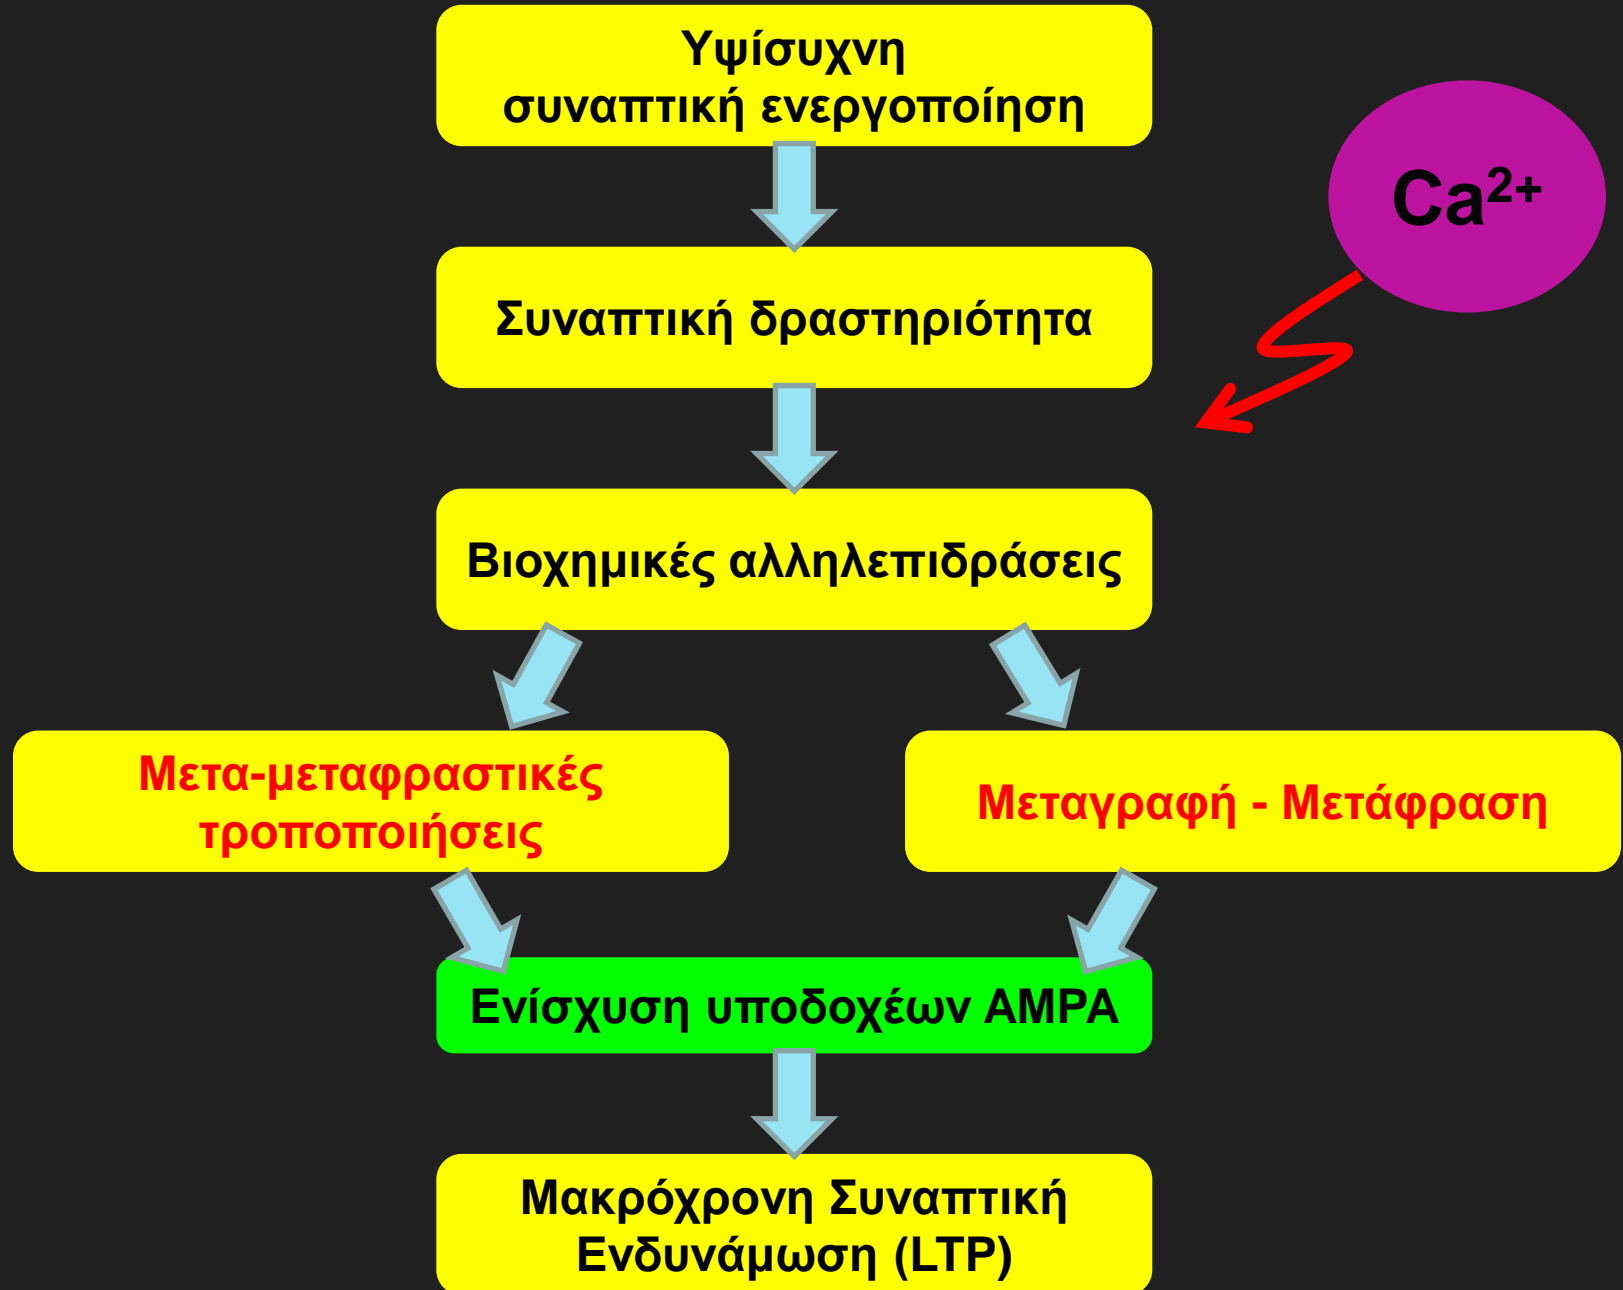 Υψίσυχνη
συναπτική ενεργοποίηση
Ca²⁺
Συναπτική δραστηριότητα
Βιοχημικές αλληλεπιδράσεις
Μετα-μεταφραστικές
τροποποιήσεις
Μεταγραφή - Μετάφραση
Ενίσχυση υποδοχέων AMPA
Μακρόχρονη Συναπτική
Ενδυνάμωση (LTP)